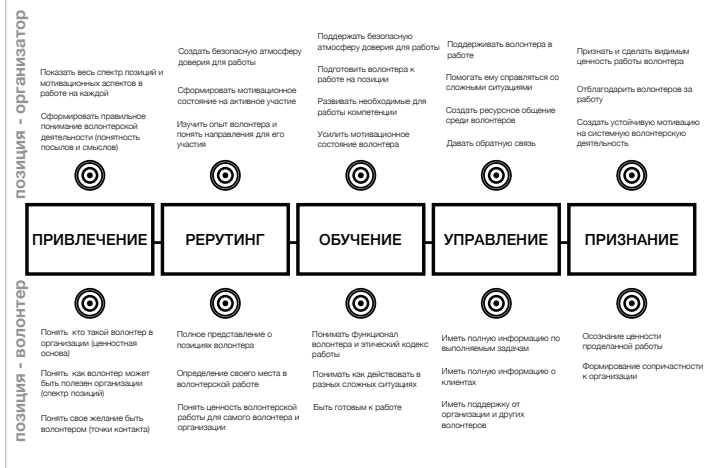 позиция - организатор
Показать весь спектр позиций и
мотивационных аспектов в
работе на каждой
Сформировать правильное
понимание волонтерской
деятельности (понятность
посылов и смыслов)
Создать безопасную атмосферу
доверия для работы
Сформировать мотивационное
состояние на активное участие
Изучить опыт волонтера и
понять направления для его
участия
Поддержать безопасную
атмосферу доверия для работы
Подготовить волонтера к
работе на позиции
Развивать необходимые для
работы компетенции
Усилить мотивационное
состояние волонтера
Поддерживать волонтера в
работе
Помогать ему справляться со
сложными ситуациями
Создать ресурсное общение
среди волонтеров
Давать обратную связь
Признать и сделать видимым
ценность работы волонтера
Отблагодарить волонтеров за
работу
Создать устойчивую мотивацию
на системную волонтерскую
деятельность
ПРИВЛЕЧЕНИЕ
РЕРУТИНГ
ОБУЧЕНИЕ
УПРАВЛЕНИЕ
ПРИЗНАНИЕ
позиция - волонтер
Понять кто такой волонтер в
организации (ценностная
основа)
Понять как волонтер может
быть полезен организации
(спектр позиций)
Понять свое желание быть
волонтером (точки контакта)
Полное представление о
позициях волонтера
Определение своего места в
волонтерской работе
Понять ценность волонтерской
работы для самого волонтера и
организации
Понимать функционал
волонтера и этический кодекс
работы
Понимать как действовать в
разных сложных ситуациях
Быть готовым к работе
Иметь полную информацию по
выполняемым задачам
Иметь полную информацию о
клиентах
Иметь поддержку от
организации и других
волонтеров
Осознание ценности
проделанной работы
Формирование сопричастности
к организации